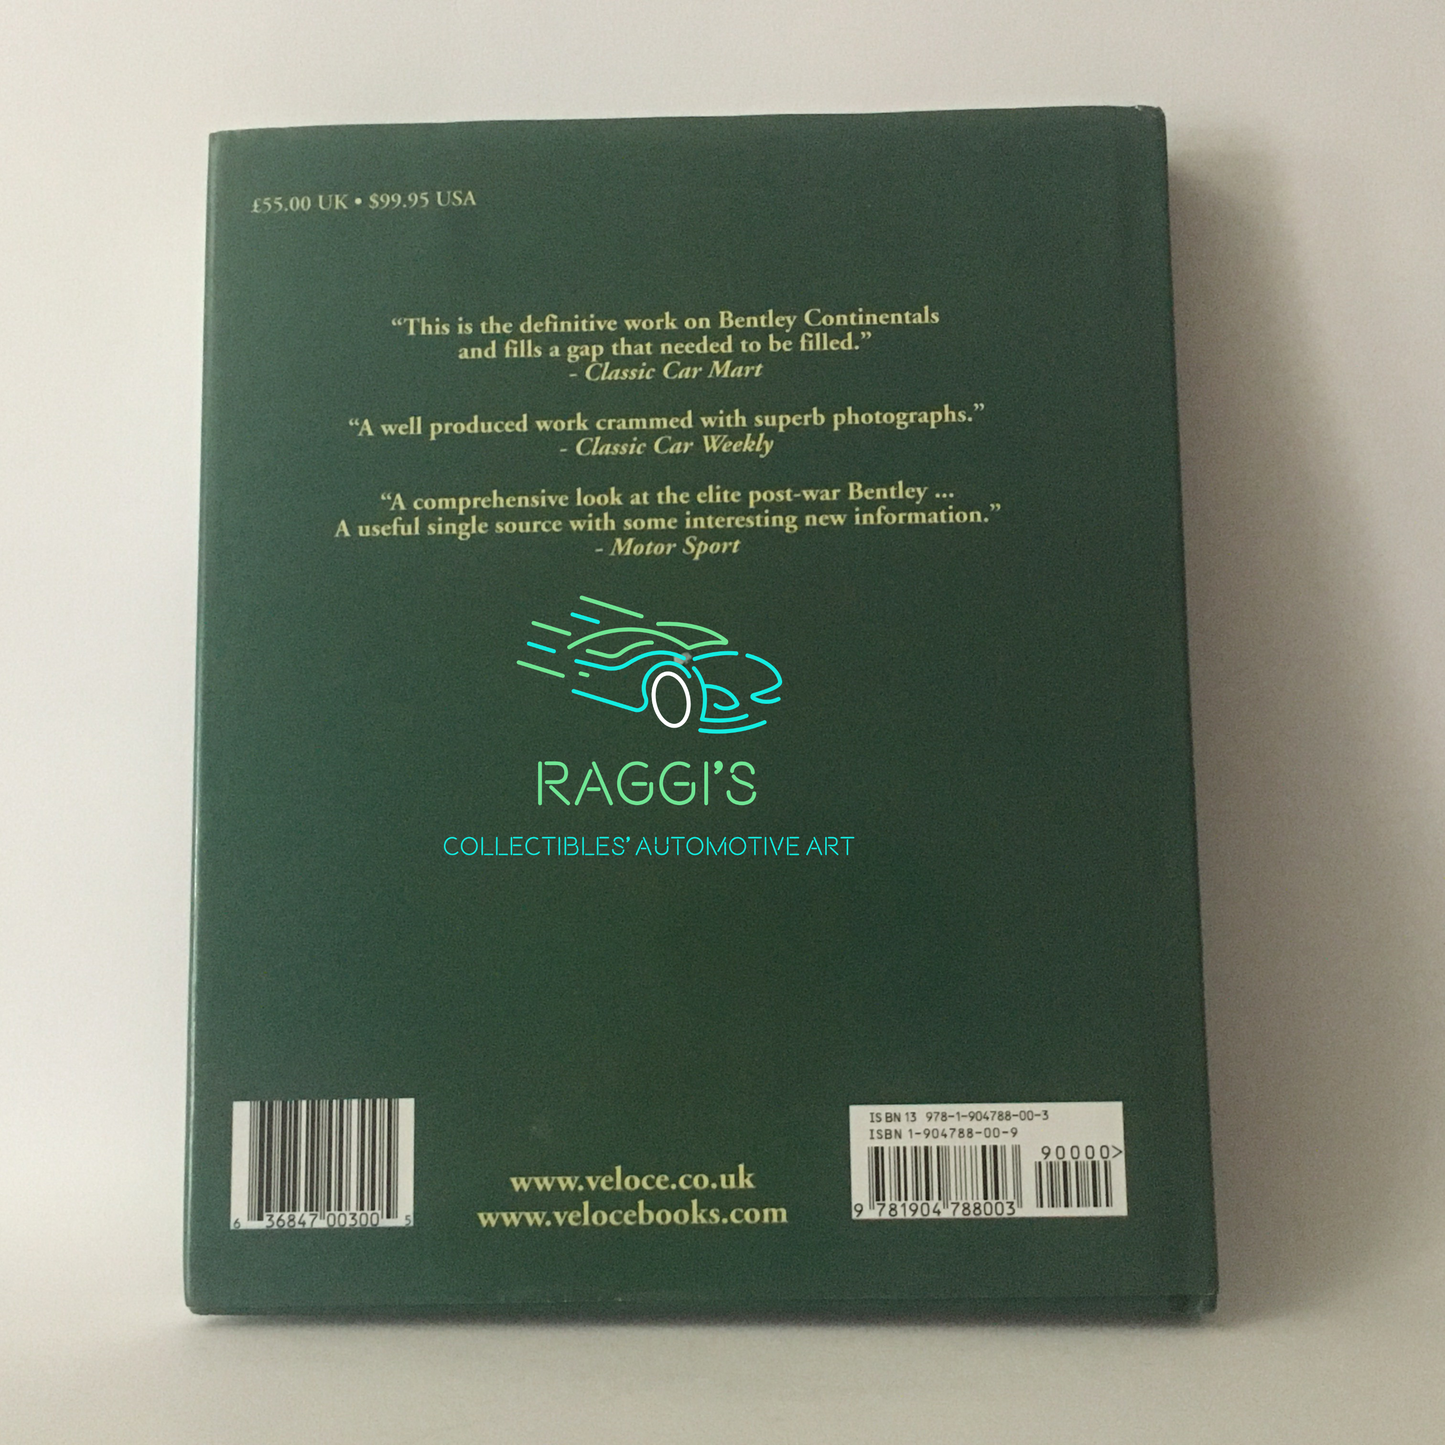 £55.00 UK • $99.95 USA
“This is the definitive work on Bentley Continentals
and fills a gap that needed to be filled.”
- Classic Car Mart
“A well produced work crammed with superb photographs.”
- Classic Car Weekly
“A comprehensive look at the elite post-war Bentley ...
A useful single source with some interesting new information.”
- Motor Sport
RAGGI’S
COLLECTIBLES’ AUTOMOTIVE ART
6 36847 00300 5
www.veloce.co.uk
www.velocebooks.com
ISBN 13 978-1-904788-00-3
ISBN 1-904788-00-9
90000>
9 781904 788003